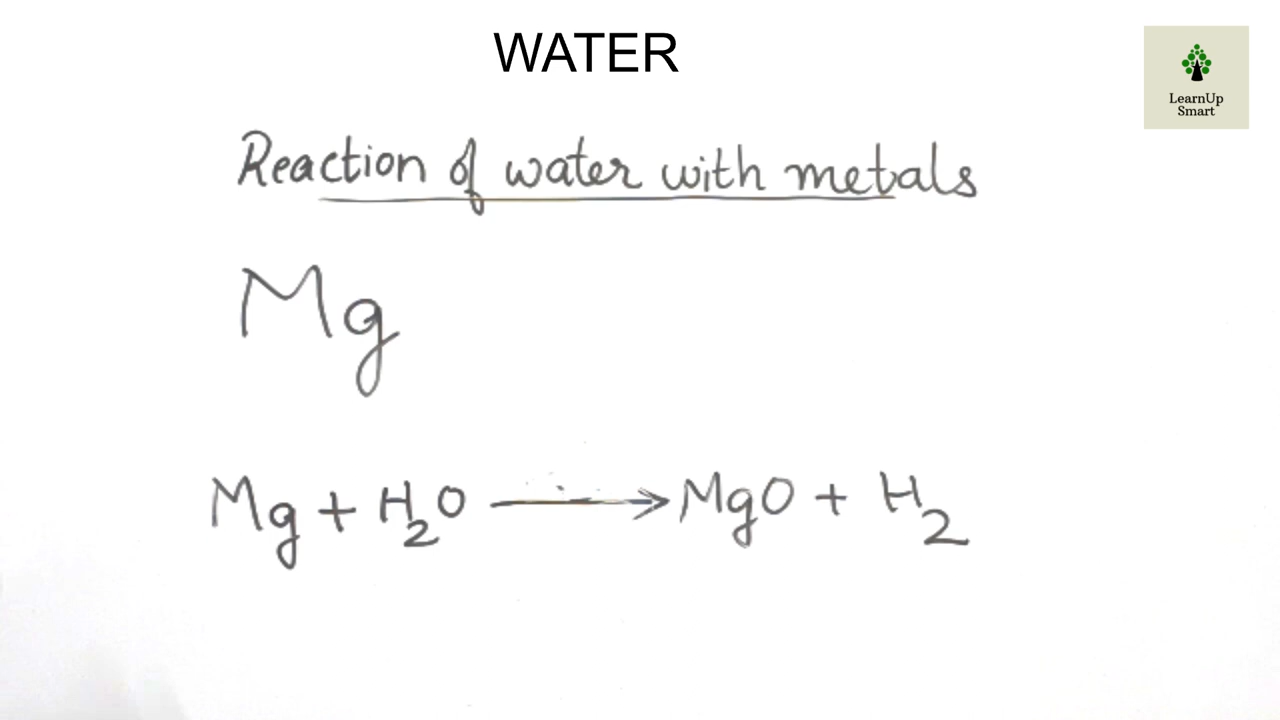 WATER
LearnUp
Smart
Reaction of water with metals
Mg
Mg + H₂O ⟶ MgO + H₂